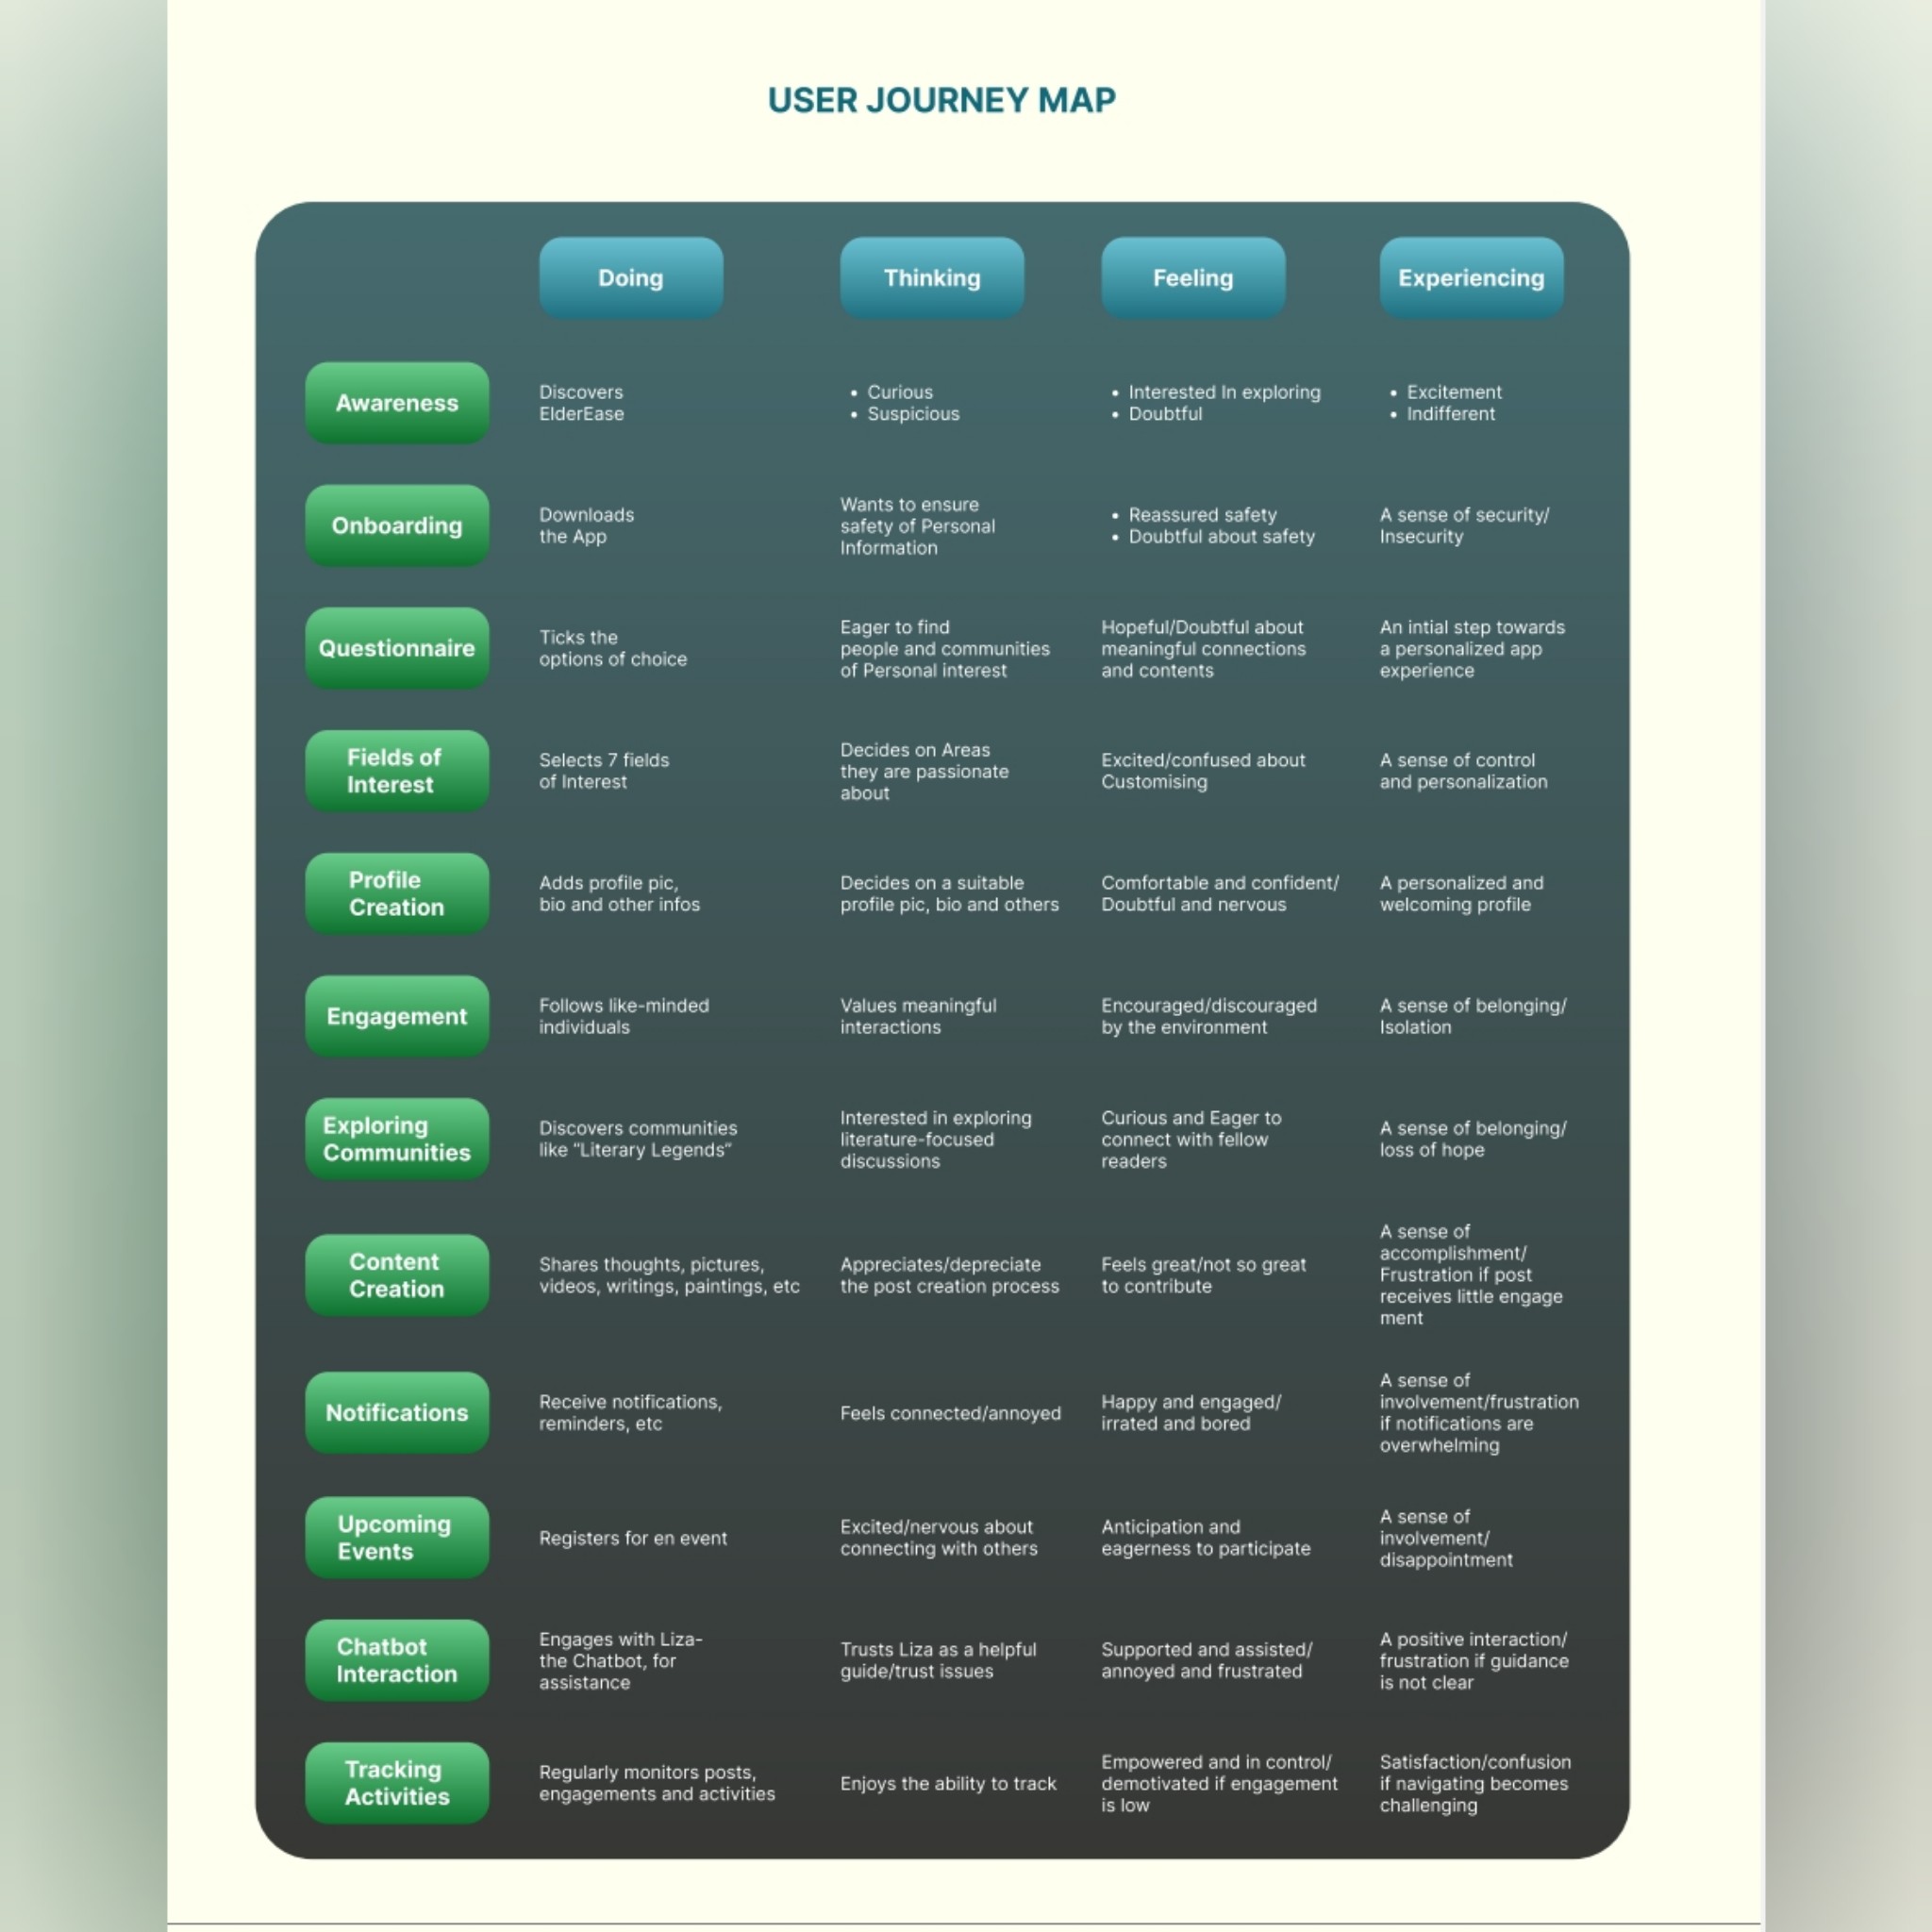 USER JOURNEY MAP
Doing
Thinking
Feeling
Experiencing
Awareness
Discovers
ElderEase
• Curious
• Suspicious
• Interested In exploring
• Doubtful
• Excitement
• Indifferent
Onboarding
Downloads
the App
Wants to ensure
safety of Personal
Information
• Reassured safety
• Doubtful about safety
A sense of security/
Insecurity
Questionnaire
Ticks the
options of choice
Eager to find
people and communities
of Personal interest
Hopeful/Doubtful about
meaningful connections
and contents
An intial step towards
a personalized app
experience
Fields of
Interest
Selects 7 fields
of Interest
Decides on Areas
they are passionate
about
Excited/confused about
Customising
A sense of control
and personalization
Profile
Creation
Adds profile pic,
bio and other infos
Decides on a suitable
profile pic, bio and others
Comfortable and confident/
Doubtful and nervous
A personalized and
welcoming profile
Engagement
Follows like-minded
individuals
Values meaningful
interactions
Encouraged/discouraged
by the environment
A sense of belonging/
Isolation
Exploring
Communities
Discovers communities
like “Literary Legends”
Interested in exploring
literature-focused
discussions
Curious and Eager to
connect with fellow
readers
A sense of belonging/
loss of hope
Content
Creation
Shares thoughts, pictures,
videos, writings, paintings, etc
Appreciates/depreciate
the post creation process
Feels great/not so great
to contribute
A sense of
accomplishment/
Frustration if post
receives little engage
ment
Notifications
Receive notifications,
reminders, etc
Feels connected/annoyed
Happy and engaged/
irrated and bored
A sense of
involvement/frustration
if notifications are
overwhelming
Upcoming
Events
Registers for en event
Excited/nervous about
connecting with others
Anticipation and
eagerness to participate
A sense of
involvement/
disappointment
Chatbot
Interaction
Engages with Liza-
the Chatbot, for
assistance
Trusts Liza as a helpful
guide/trust issues
Supported and assisted/
annoyed and frustrated
A positive interaction/
frustration if guidance
is not clear
Tracking
Activities
Regularly monitors posts,
engagements and activities
Enjoys the ability to track
Empowered and in control/
demotivated if engagement
is low
Satisfaction/confusion
if navigating becomes
challenging